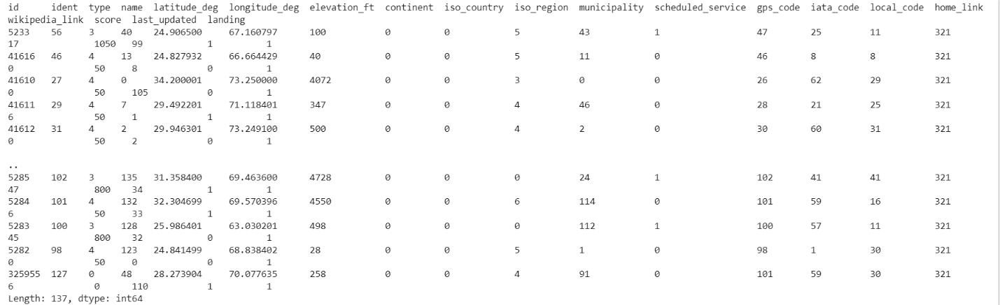 id ident type name latitude_deg longitude_deg elevation_ft continent iso_country iso_region municipality scheduled_service gps_code iata_code local_code home_link
wikipedia_link score last_updated landing
5233 56 3 40 24.906500 67.160797 100 0 0 5 43 1 47 25 11 321
17 1050 99 1 1
41616 46 4 13 24.827932 66.664429 40 0 0 5 11 0 46 8 8 321
0 50 8 0 1
41610 27 4 0 34.200001 73.250000 4072 0 0 3 0 0 26 62 29 321
0 50 105 0 1
41611 29 4 7 29.492201 71.118401 347 0 0 4 46 0 28 21 25 321
6 50 1 1 1
41612 31 4 2 29.946301 73.249100 500 0 0 4 2 0 30 60 31 321
0 50 2 0 1
..
5285 102 3 135 31.358400 69.463600 4728 0 0 0 24 1 102 41 41 321
47 800 34 1 1
5284 101 4 132 32.304699 69.570396 4550 0 0 6 114 0 101 59 16 321
6 50 33 1 1
5283 100 3 128 25.986401 63.030201 498 0 0 0 112 1 100 57 11 321
45 800 32 0 1
5282 98 4 123 24.841499 68.838402 28 0 0 5 1 0 98 1 30 321
0 50 0 0 1
325955 127 0 48 28.273904 70.077635 258 0 0 4 91 0 101 59 30 321
6 0 110 1 1
Length: 137, dtype: int64